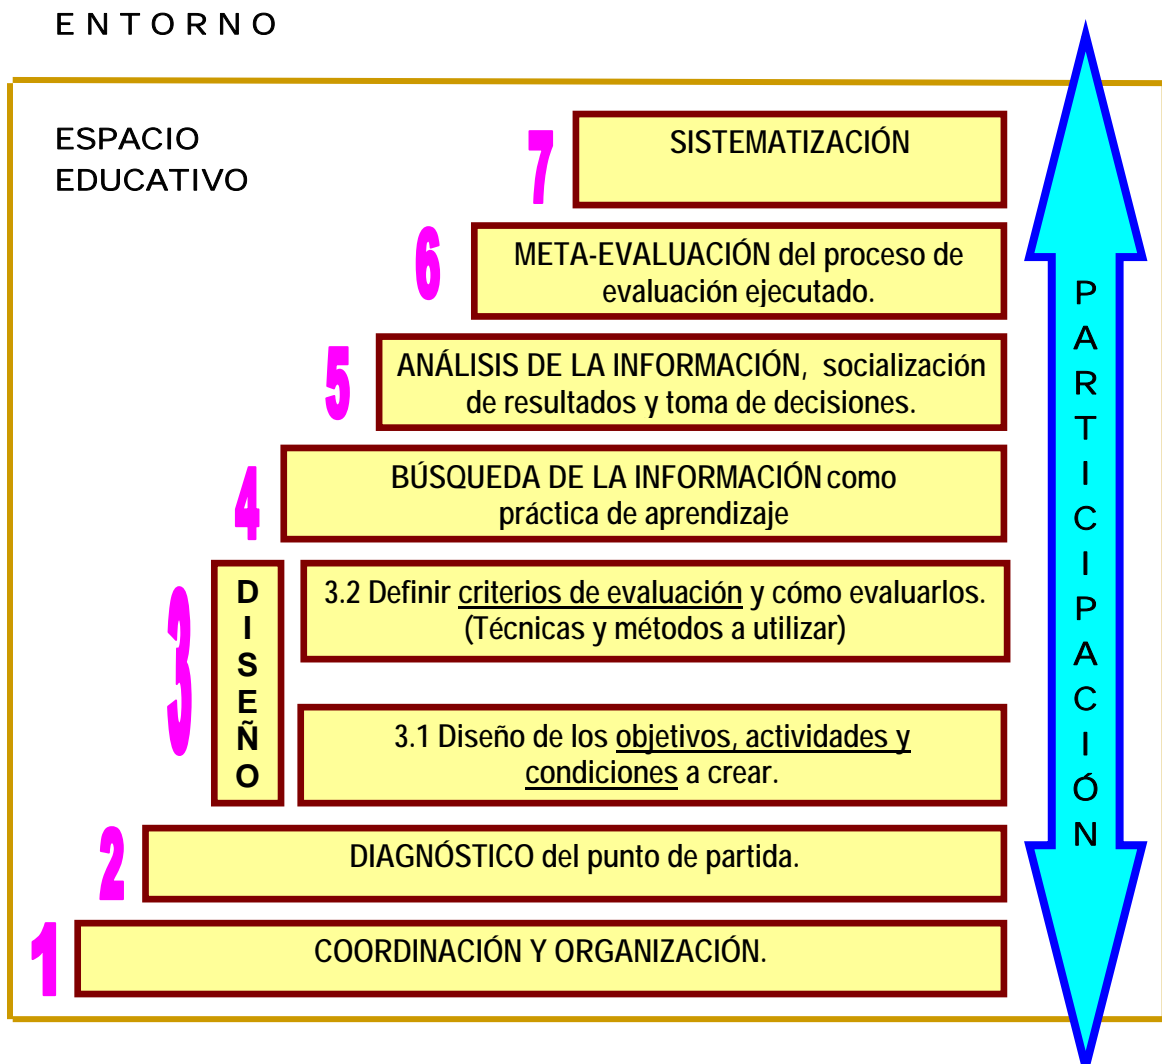 ENTORNO
ESPACIO
EDUCATIVO
7
SISTEMATIZACIÓN
6
META-EVALUACIÓN del proceso de
evaluación ejecutado.
5
ANÁLISIS DE LA INFORMACIÓN, socialización
de resultados y toma de decisiones.
4
BÚSQUEDA DE LA INFORMACIÓN como
práctica de aprendizaje
3
DISEÑO
3.2 Definir criterios de evaluación y cómo evaluarlos.
(Técnicas y métodos a utilizar)
3.1 Diseño de los objetivos, actividades y
condiciones a crear.
2
DIAGNÓSTICO del punto de partida.
1
COORDINACIÓN Y ORGANIZACIÓN.
PARTICIPACIÓN